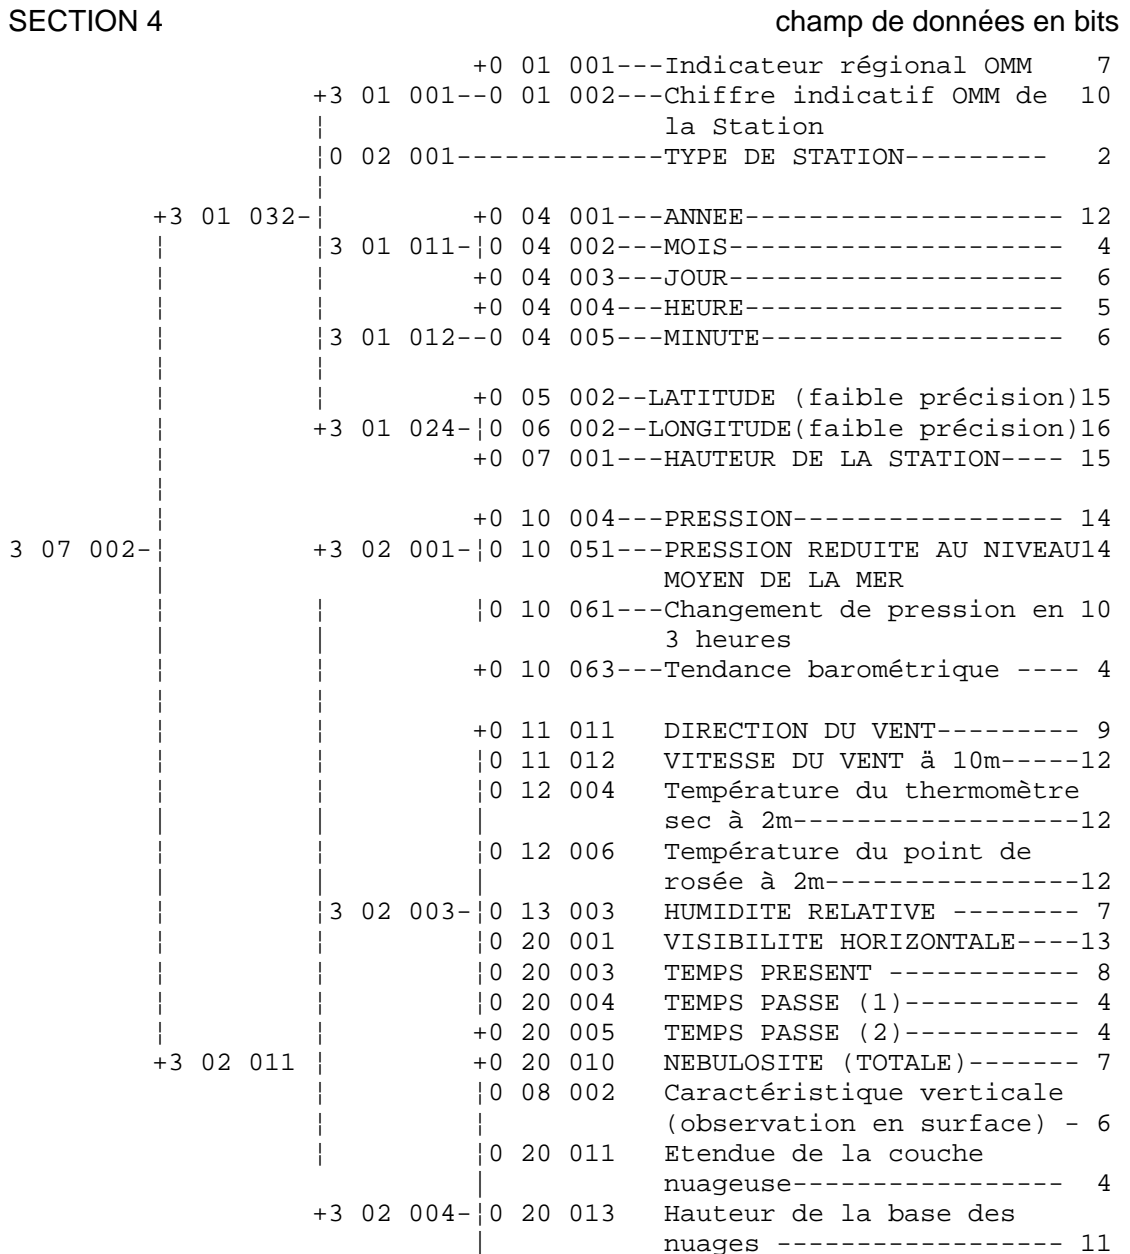 SECTION 4 champ de données en bits
+0 01 001---Indicateur régional OMM 7
+3 01 001--0 01 002---Chiffre indicatif OMM de 10
¦ la Station
¦0 02 001-------------TYPE DE STATION--------- 2
¦
+3 01 032-¦ +0 04 001---ANNEE-------------------- 12
¦ ¦3 01 011-¦0 04 002---MOIS--------------------- 4
¦ ¦ +0 04 003---JOUR--------------------- 6
¦ ¦ +0 04 004---HEURE-------------------- 5
¦ ¦3 01 012--0 04 005---MINUTE------------------- 6
¦ ¦
¦ ¦ +0 05 002--LATITUDE (faible précision)15
¦ +3 01 024-¦0 06 002--LONGITUDE(faible précision)16
¦ +0 07 001---HAUTEUR DE LA STATION---- 15
¦
¦ +0 10 004---PRESSION----------------- 14
3 07 002-¦ +3 02 001-¦0 10 051---PRESSION REDUITE AU NIVEAU14
| MOYEN DE LA MER
¦ ¦ ¦0 10 061---Changement de pression en 10
| | 3 heures
¦ ¦ +0 10 063---Tendance barométrique ---- 4
¦ ¦
¦ ¦ +0 11 011 DIRECTION DU VENT--------- 9
¦ ¦ ¦0 11 012 VITESSE DU VENT ä 10m-----12
¦ ¦ ¦0 12 004 Température du thermomètre
| | | sec à 2m------------------12
¦ ¦ ¦0 12 006 Température du point de
| | | rosée à 2m----------------12
¦ ¦3 02 003-¦0 13 003 HUMIDITE RELATIVE -------- 7
¦ ¦ ¦0 20 001 VISIBILITE HORIZONTALE----13
¦ ¦ ¦0 20 003 TEMPS PRESENT ------------ 8
¦ ¦ ¦0 20 004 TEMPS PASSE (1)----------- 4
¦ ¦ +0 20 005 TEMPS PASSE (2)----------- 4
+3 02 011 ¦ +0 20 010 NEBULOSITE (TOTALE)------- 7
¦ ¦0 08 002 Caractéristique verticale
¦ ¦ (observation en surface) - 6
¦ ¦0 20 011 Etendue de la couche
| nuageuse----------------- 4
+3 02 004-¦0 20 013 Hauteur de la base des
| nuages ------------------ 11